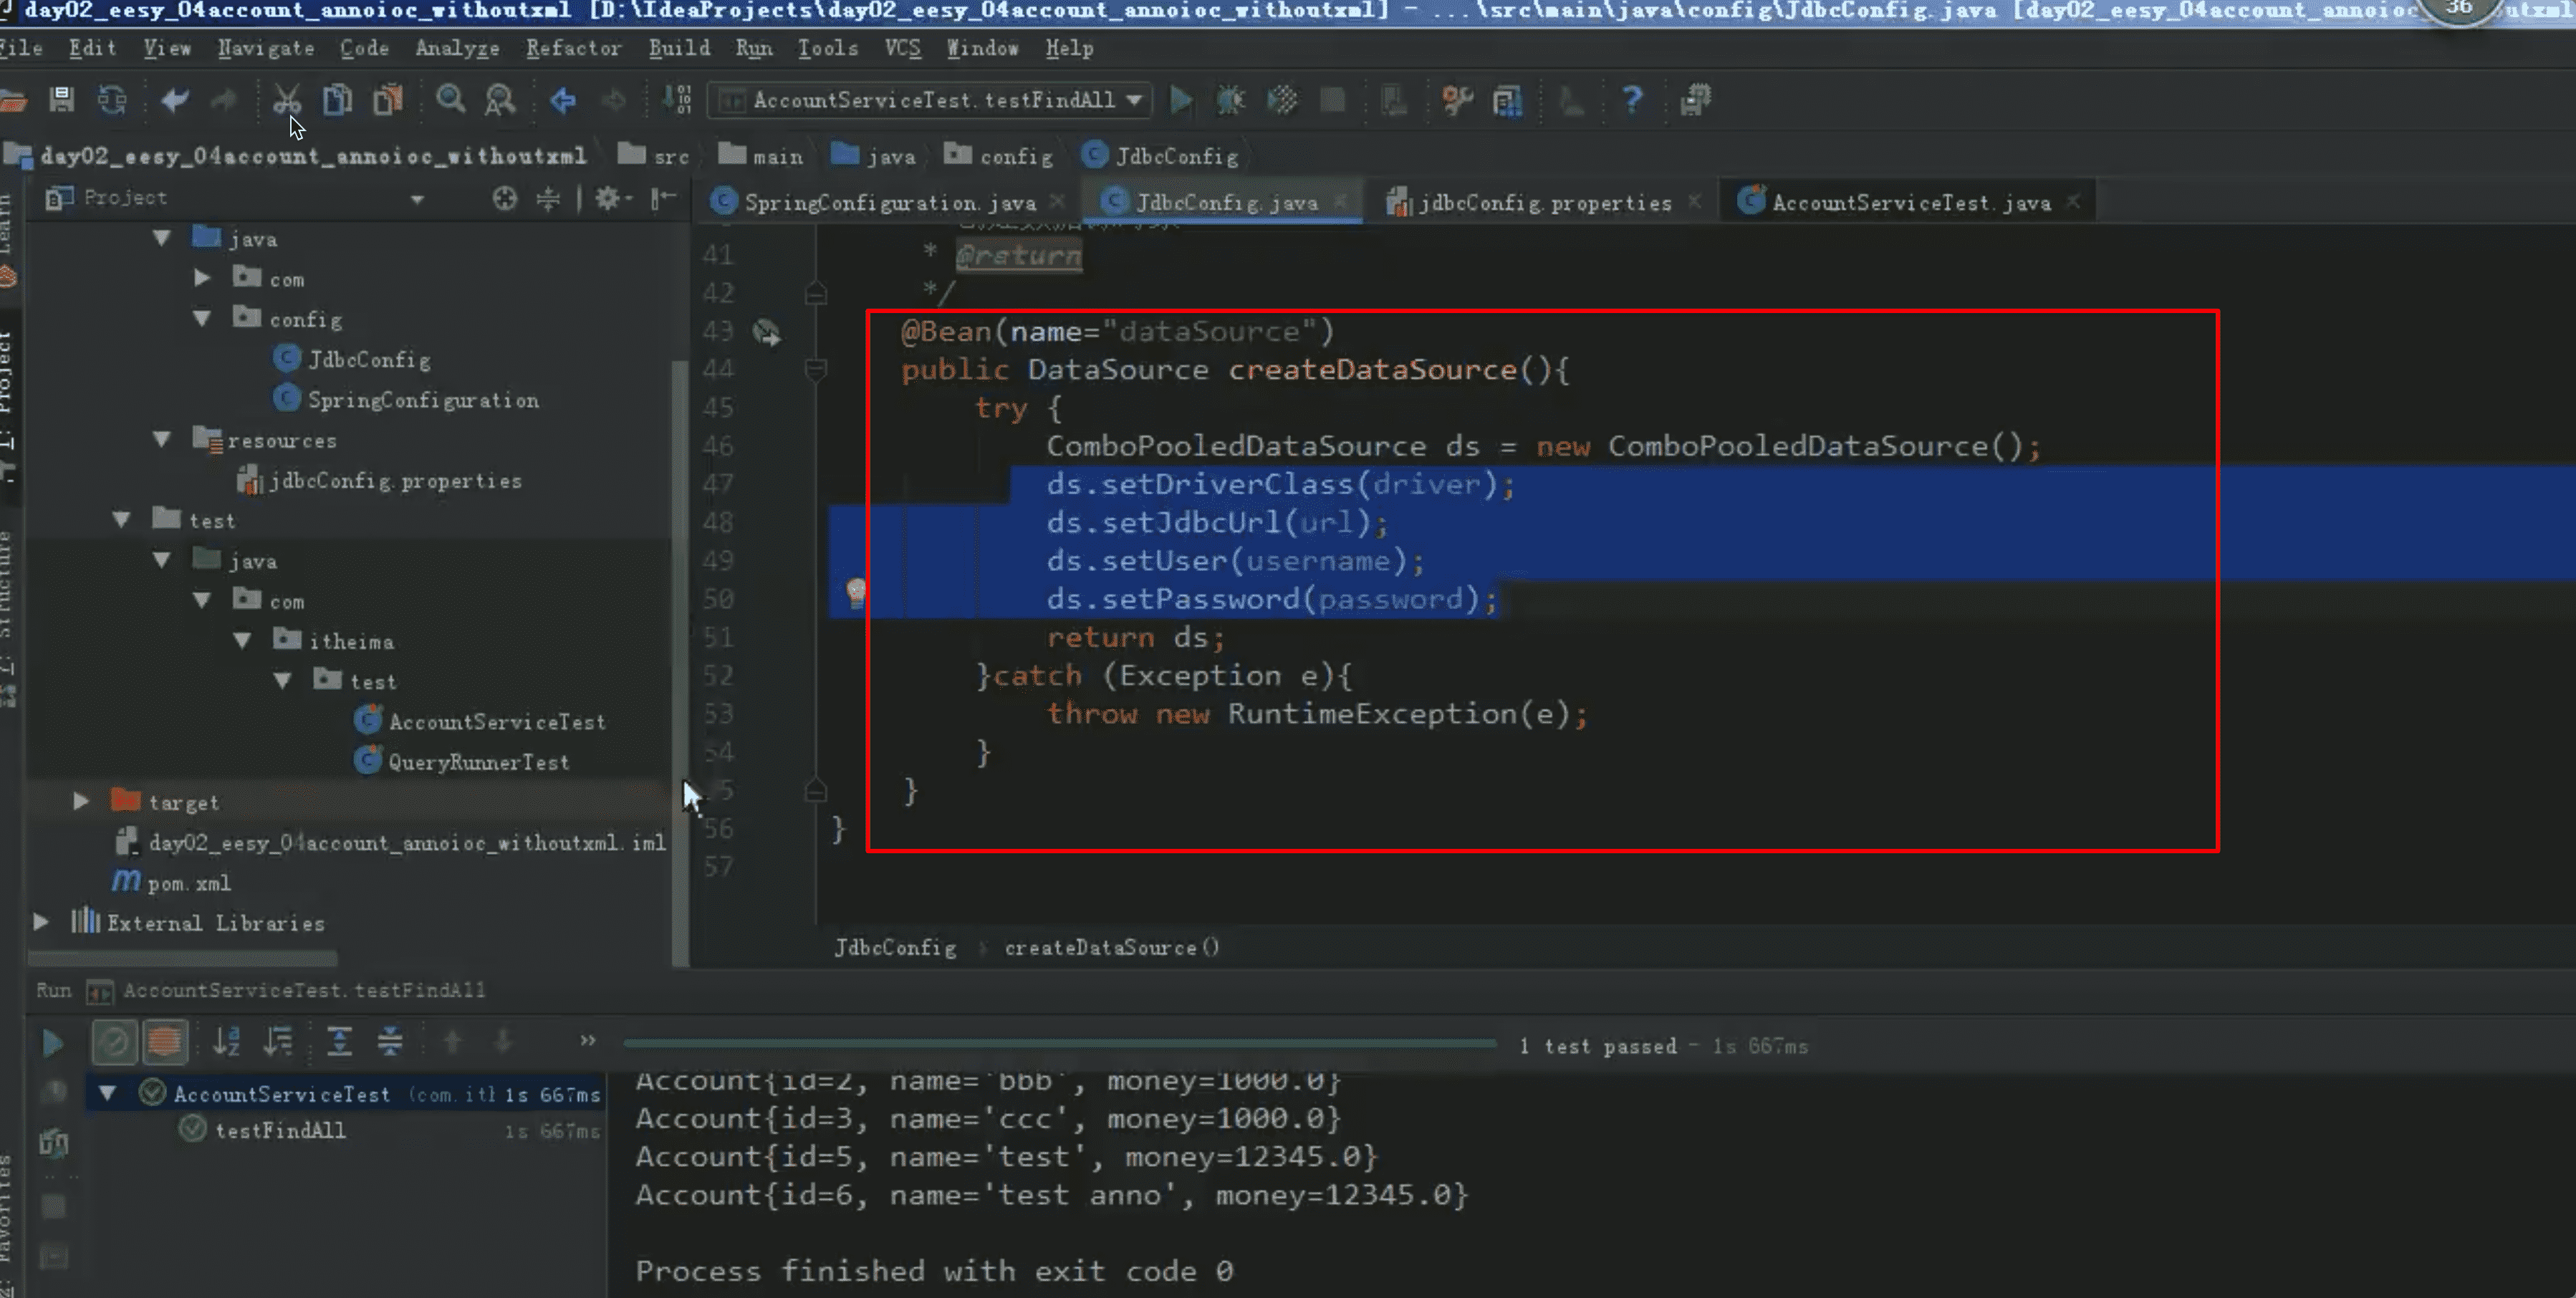 day02_eesy_04account_annoioc_withoutxml [D:\IdeaProjects\day02_eesy_04account_annoioc_withoutxml] - ...\src\main\java\config\JdbcConfig.java [day02_eesy_04account_annoioc
36
File Edit View Navigate Code Analyze Refactor Build Run Tools VCS Window Help
AccountServiceTest.testFindAll
day02_eesy_04account_annoioc_withoutxml src main java config JdbcConfig
Project
SpringConfiguration.java JdbcConfig.java jdbcConfig.properties AccountServiceTest.java
java
com
config
JdbcConfig
SpringConfiguration
resources
jdbcConfig.properties
test
java
com
itheima
test
AccountServiceTest
QueryRunnerTest
target
day02_eesy_04account_annoioc_withoutxml.iml
pom.xml
External Libraries
41 * @return
42 */
43 @Bean(name="dataSource")
44 public DataSource createDataSource(){
45 try {
46 ComboPooledDataSource ds = new ComboPooledDataSource();
47 ds.setDriverClass(driver);
48 ds.setJdbcUrl(url);
49 ds.setUser(username);
50 ds.setPassword(password);
51 return ds;
52 }catch (Exception e){
53 throw new RuntimeException(e);
54 }
5 }
56 }
57
JdbcConfig createDataSource()
Run AccountServiceTest.testFindAll
1 test passed - 1s 667ms
AccountServiceTest (com.itl 1s 667ms
testFindAll 1s 667ms
Account{id=2, name='bbb', money=1000.0}
Account{id=3, name='ccc', money=1000.0}
Account{id=5, name='test', money=12345.0}
Account{id=6, name='test anno', money=12345.0}
Process finished with exit code 0
Learn
1: Project
7: Structure
2: Favorites